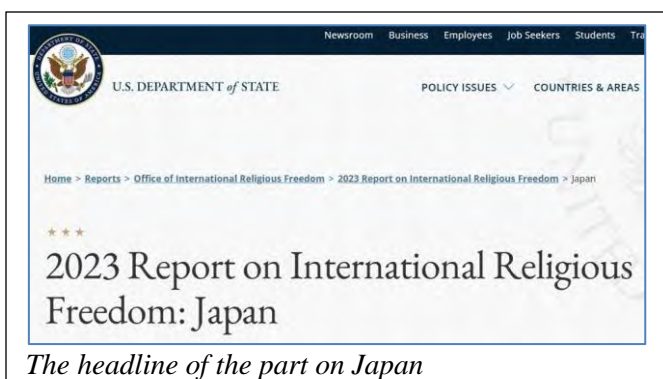 Newsroom Business Employees Job Seekers Students
U.S. DEPARTMENT of STATE
POLICY ISSUES COUNTRIES & AREAS
Home > Reports > Office of International Religious Freedom > 2023 Report on International Religious Freedom > Japan
2023 Report on International Religious
Freedom: Japan
The headline of the part on Japan